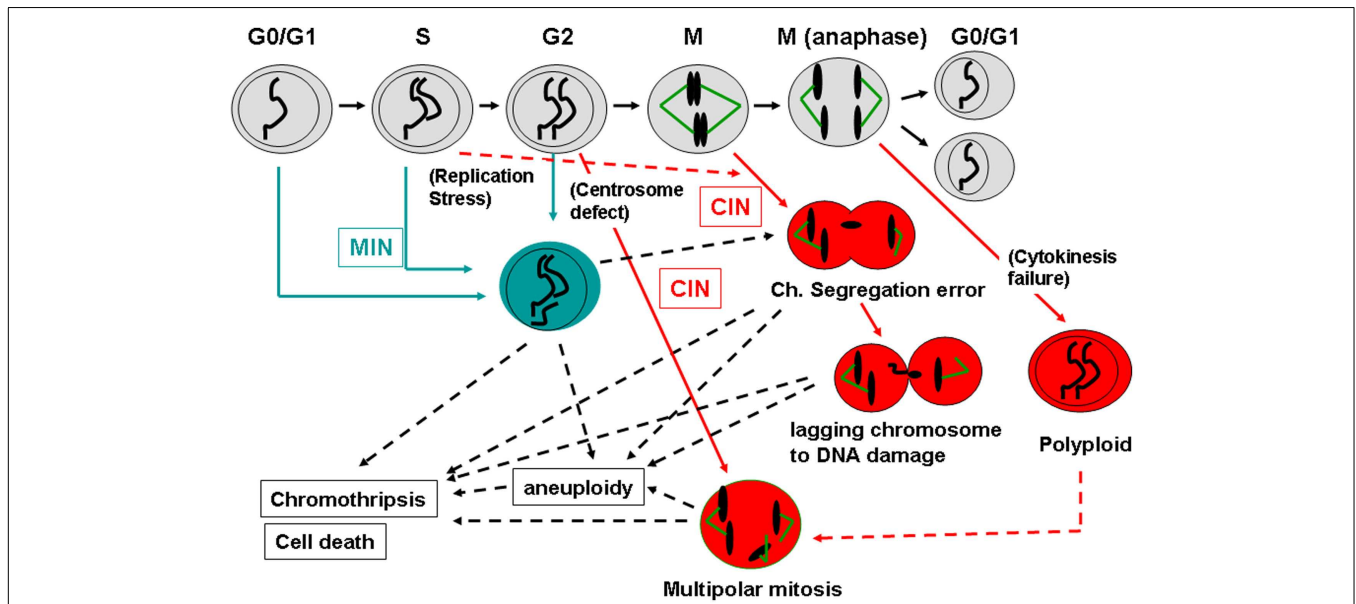 G0/G1
S
G2
M
M (anaphase)
G0/G1
(Replication
Stress)
(Centrosome
defect)
CIN
MIN
CIN
Ch. Segregation error
(Cytokinesis
failure)
lagging chromosome
to DNA damage
Polyploid
Chromothripsis
aneuploidy
Cell death
Multipolar mitosis